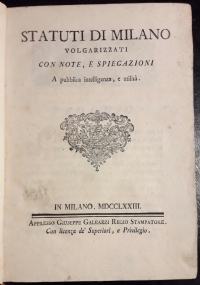 STATUTI DI MILANO
VOLGARIZZATI
CON NOTE, E SPIEGAZIONI
A pubblica intelligenza, e utilità.
IN MILANO. MDCCLXXIII.
Appresso Giuseppe Galeazzi Regio Stampatore.
Con licenza de' Superiori, e Privilegio.